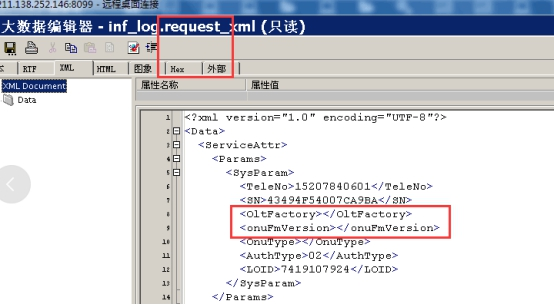 211.138.252.146:8099 - 远程桌面连接
大数据编辑器 - inf_log.request_xml (只读)
RTF XML HTML 图象 Hex 外部
XML Document
Data
属性名称 属性值
1 <?xml version="1.0" encoding="UTF-8"?>
2 <Data>
3 <ServiceAttr>
4 <Params>
5 <SysParam>
6 <TeleNo>15207840601</TeleNo>
7 <SN>43494F54007CA9BA</SN>
8 <OltFactory></OltFactory>
9 <onuFmVersion></onuFmVersion>
10 <OnuType></OnuType>
11 <AuthType>02</AuthType>
12 <LOID>7419107924</LOID>
13 </SysParam>
14 </Params>